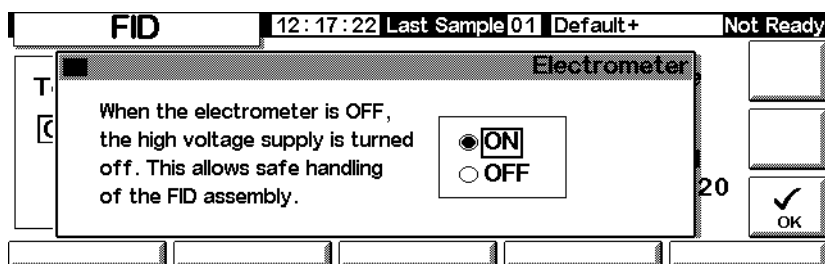 FID 12:17:22 Last Sample 01 Default+ Not Ready
Electrometer
When the electrometer is OFF,
the high voltage supply is turned
off. This allows safe handling
of the FID assembly.
ON
OFF
20
OK